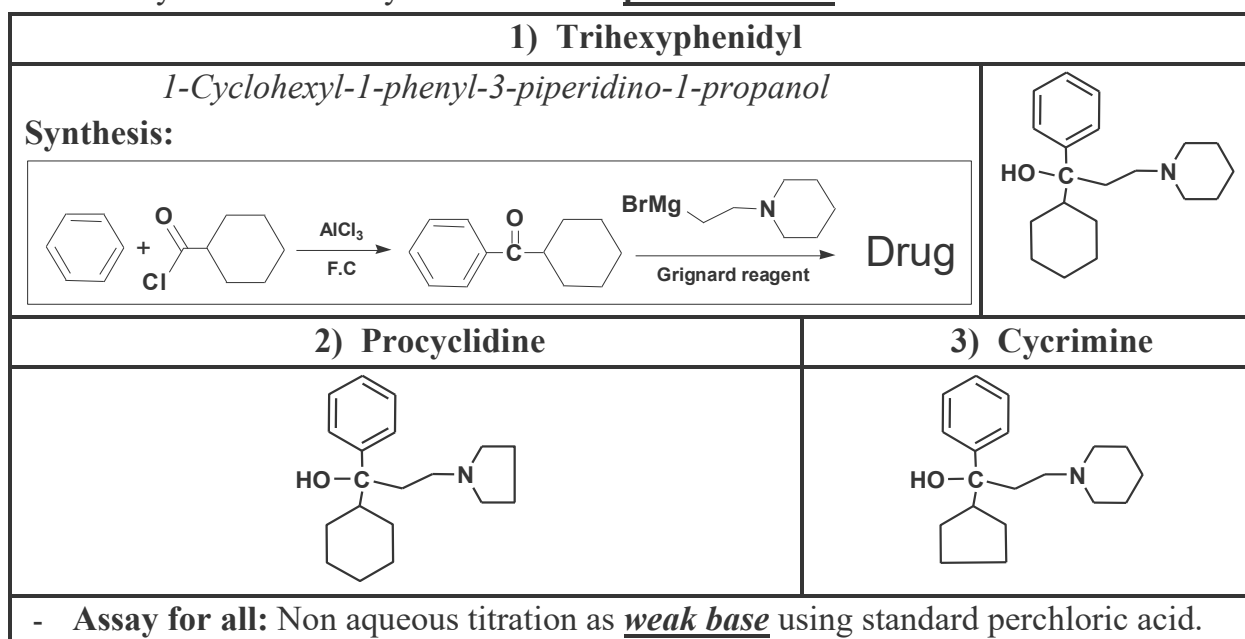 1) Trihexyphenidyl
1-Cyclohexyl-1-phenyl-3-piperidino-1-propanol
Synthesis:
O
Cl
+
AlCl3
F.C
O
C
BrMg
N
Grignard reagent
Drug
HO
C
N
2) Procyclidine
3) Cycrimine
HO
C
N
HO
C
N
- Assay for all: Non aqueous titration as weak base using standard perchloric acid.